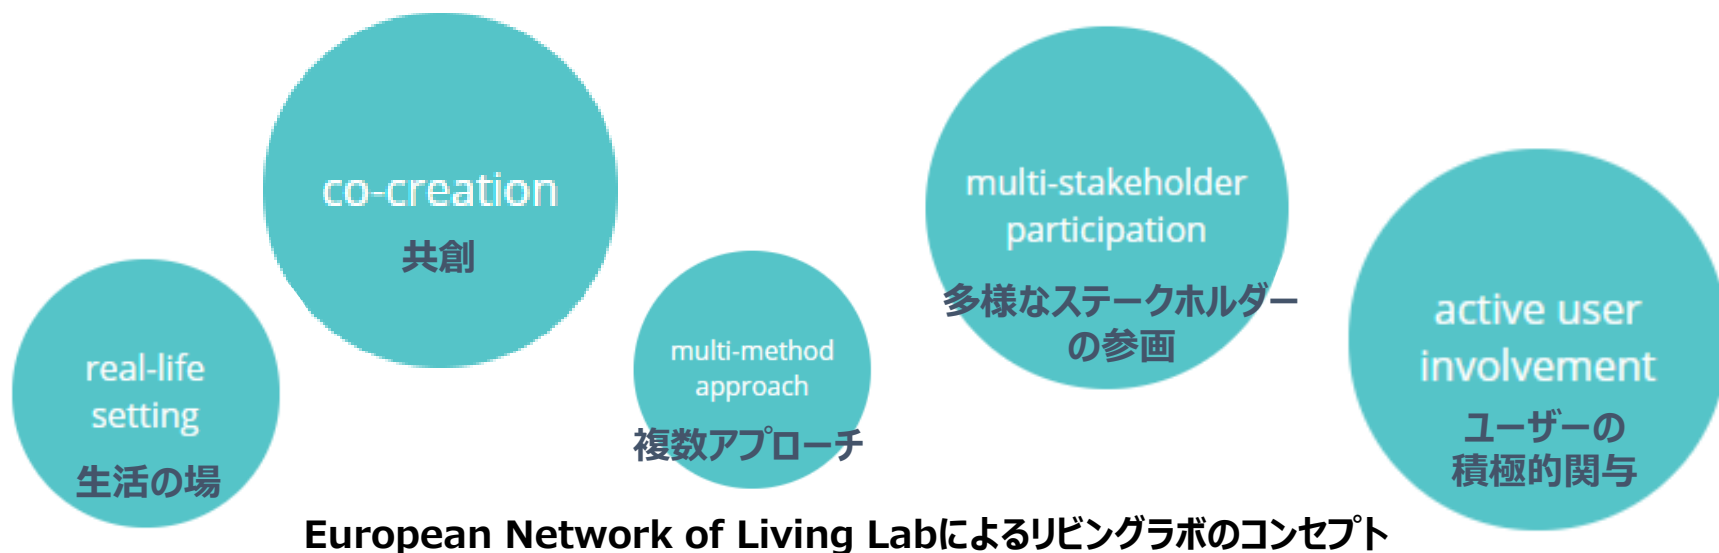 real-life
setting
生活の場
co-creation
共創
multi-method
approach
複数アプローチ
multi-stakeholder
participation
多様なステークホルダー
の参画
active user
involvement
ユーザーの
積極的関与
European Network of Living Labによるリビングラボのコンセプト